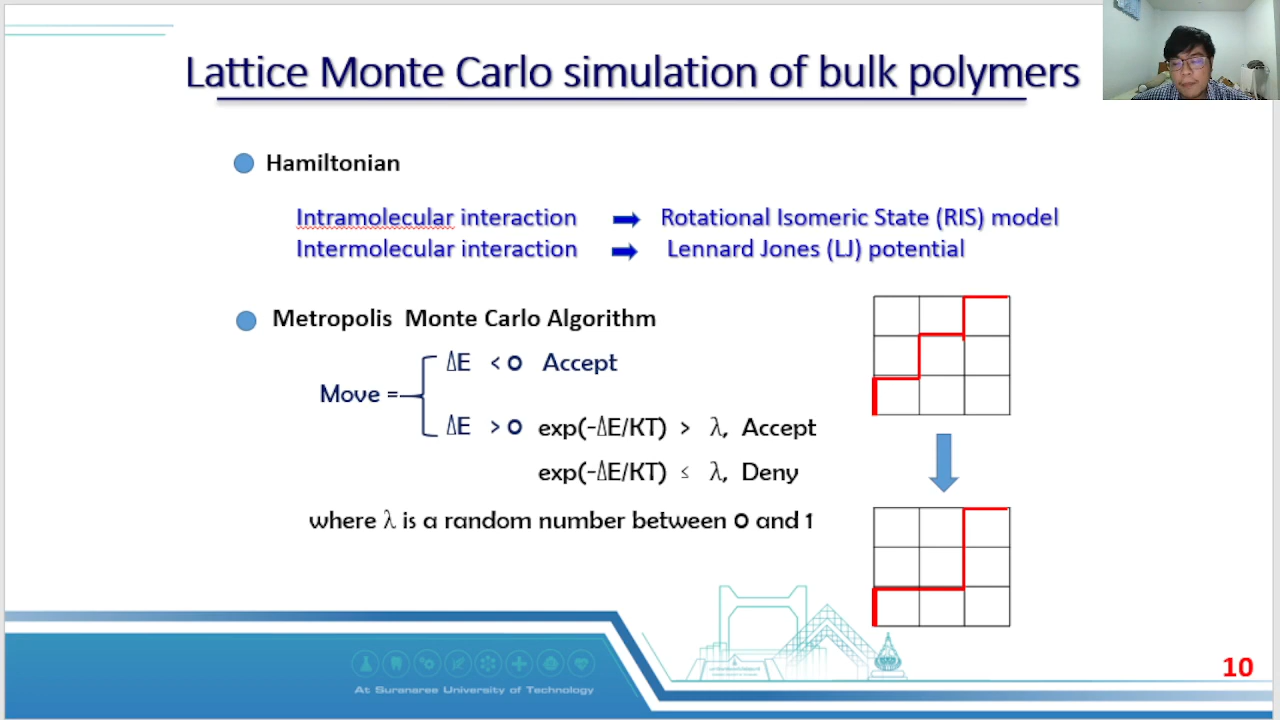 Lattice Monte Carlo simulation of bulk polymers
Hamiltonian
Intramolecular interaction Rotational Isomeric State (RIS) model
Intermolecular interaction Lennard Jones (LJ) potential
Metropolis Monte Carlo Algorithm
ΔE < 0 Accept
Move =
ΔE > 0 exp(-ΔE/KT) > λ, Accept
exp(-ΔE/KT) ≤ λ, Deny
where λ is a random number between 0 and 1
At Suranaree University of Technology
10